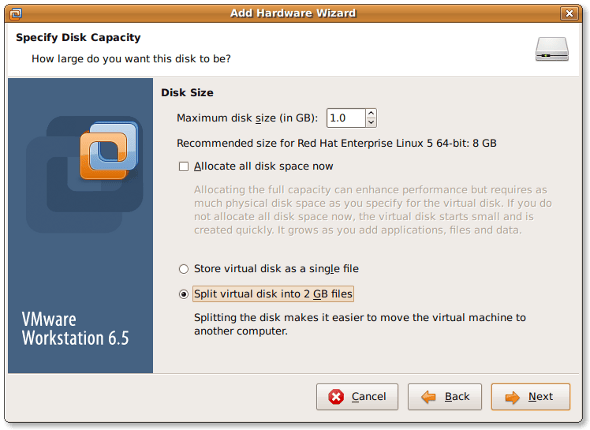 Add Hardware Wizard
Specify Disk Capacity
How large do you want this disk to be?
Disk Size
Maximum disk size (in GB): 1.0
Recommended size for Red Hat Enterprise Linux 5 64-bit: 8 GB
Allocate all disk space now
Allocating the full capacity can enhance performance but requires as
much physical disk space as you specify for the virtual disk. If you do
not allocate all disk space now, the virtual disk starts small and is
created quickly. It grows as you add applications, files and data.
Store virtual disk as a single file
Split virtual disk into 2 GB files
Splitting the disk makes it easier to move the virtual machine to
another computer.
VMware
Workstation 6.5
Cancel Back Next